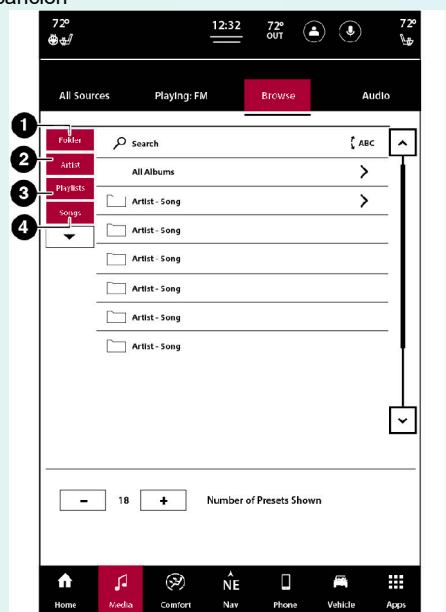 sanción
72º 12:32 72º OUT 72º
All Sources Playing: FM Browse Audio
1 Folder
Search ABC
2 Artist
All Albums
3 Playlists
Artist - Song
4 Songs
Artist - Song
Artist - Song
Artist - Song
Artist - Song
Artist - Song
- 18 + Number of Presets Shown
NE
Home Media Comfort Nav Phone Vehicle Apps